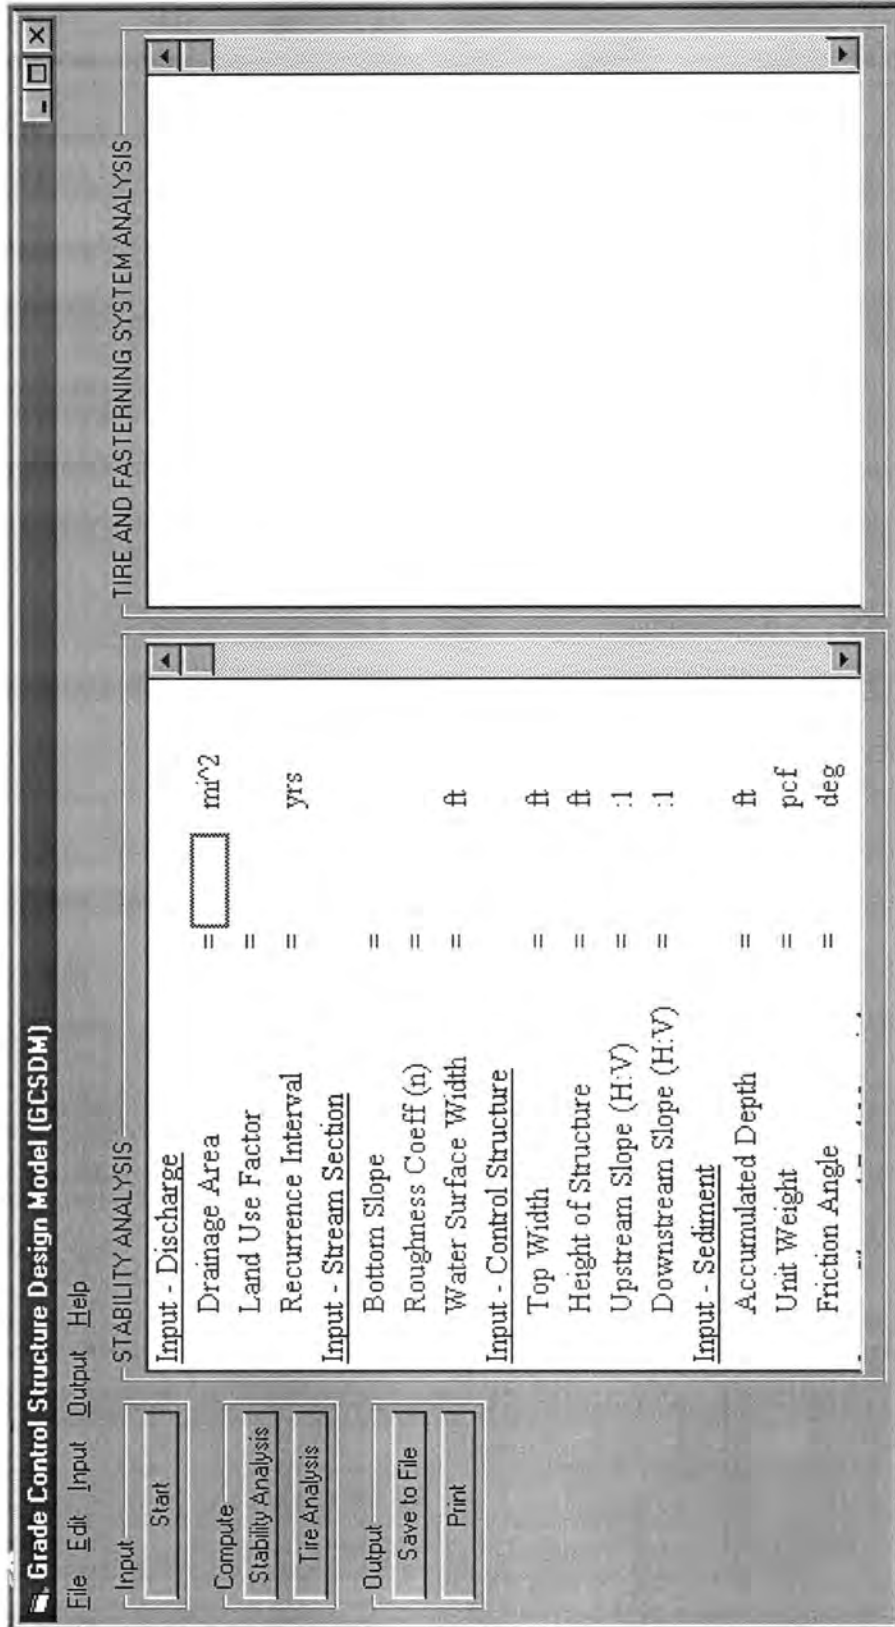 Grade Control Structure Design Model (GCSDM)
File Edit Input Output Help
Input
Start
Compute
Stability Analysis
Tire Analysis
Output
Save to File
Print
STABILITY ANALYSIS
Input - Discharge
Drainage Area = mi^2
Land Use Factor =
Recurrence Interval = yrs
Input - Stream Section
Bottom Slope =
Roughness Coeff (n) =
Water Surface Width = ft
Input - Control Structure
Top Width = ft
Height of Structure = ft
Upstream Slope (H:V) = :1
Downstream Slope (H:V) = :1
Input - Sediment
Accumulated Depth = ft
Unit Weight = pcf
Friction Angle = deg
TIRE AND FASTERNING SYSTEM ANALYSIS